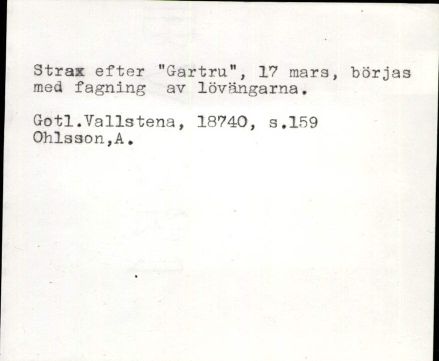 Strax efter "Gartru", 17 mars, börjas
med fagning av lövängarna.
Gotl.Vallstena, 18740, s.159
Ohlsson,A.